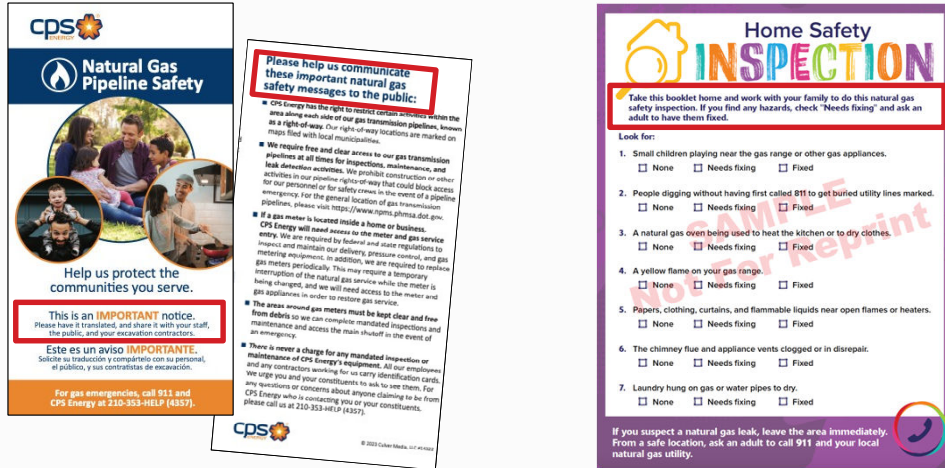 cps
ENERGY
Natural Gas
Pipeline Safety
Help us protect the
communities you serve.
This is an IMPORTANT notice.
Please have it translated, and share it with your staff,
the public, and your excavation contractors.
Este es un aviso IMPORTANTE.
Solicite su traducción y compártelo con su personal,
el público, y sus contratistas de excavación.
For gas emergencies, call 911 and
CPS Energy at 210-353-HELP (4357).
Please help us communicate
these important natural gas
safety messages to the public:
■ CPS Energy has the right to restrict certain activities within the
area along each side of our gas transmission pipelines, known
as a right-of-way. Our right-of-way locations are marked on
maps filed with local municipalities.
■ We require free and clear access to our gas transmission
pipelines at all times for inspections, maintenance, and
leak detection activities. We prohibit construction or other
activities in our pipeline rights-of-way that could block access
for our personnel or for safety crews in the event of a pipeline
emergency. For the general location of gas transmission
pipelines, please visit https://www.npms.phmsa.dot.gov.
■ If a gas meter is located inside a home or business,
CPS Energy will need access to the meter and gas service
entry. We are required by federal and state regulations to
inspect and maintain our delivery, pressure control, and gas
metering equipment. In addition, we are required to replace
gas meters periodically. This may require a temporary
interruption of the natural gas service while the meter is
being changed, and we will need access to the meter and
gas appliances in order to restore gas service.
■ The areas around gas meters must be kept clear and free
from debris so we can complete mandated inspections and
maintenance and access the main shutoff in the event of
an emergency.
■ There is never a charge for any mandated inspection or
maintenance of CPS Energy's equipment. All our employees
and any contractors working for us carry identification cards.
We urge you and your constituents to ask to see them. For
any questions or concerns about anyone claiming to be from
CPS Energy who is contacting you or your constituents,
please call us at 210-353-HELP (4357).
cps
ENERGY
© 2023 Culver Media, LLC
Home Safety
INSPECTION
Take this booklet home and work with your family to do this natural gas
safety inspection. If you find any hazards, check "Needs fixing" and ask an
adult to have them fixed.
Look for:
1. Small children playing near the gas range or other gas appliances.
None Needs fixing Fixed
2. People digging without having first called 811 to get buried utility lines marked.
None Needs fixing Fixed
3. A natural gas oven being used to heat the kitchen or to dry clothes.
None Needs fixing Fixed
4. A yellow flame on your gas range.
None Needs fixing Fixed
5. Papers, clothing, curtains, and flammable liquids near open flames or heaters.
None Needs fixing Fixed
6. The chimney flue and appliance vents clogged or in disrepair.
None Needs fixing Fixed
7. Laundry hung on gas or water pipes to dry.
None Needs fixing Fixed
SAMPLE
Not For Reprint
If you suspect a natural gas leak, leave the area immediately.
From a safe location, ask an adult to call 911 and your local
natural gas utility.